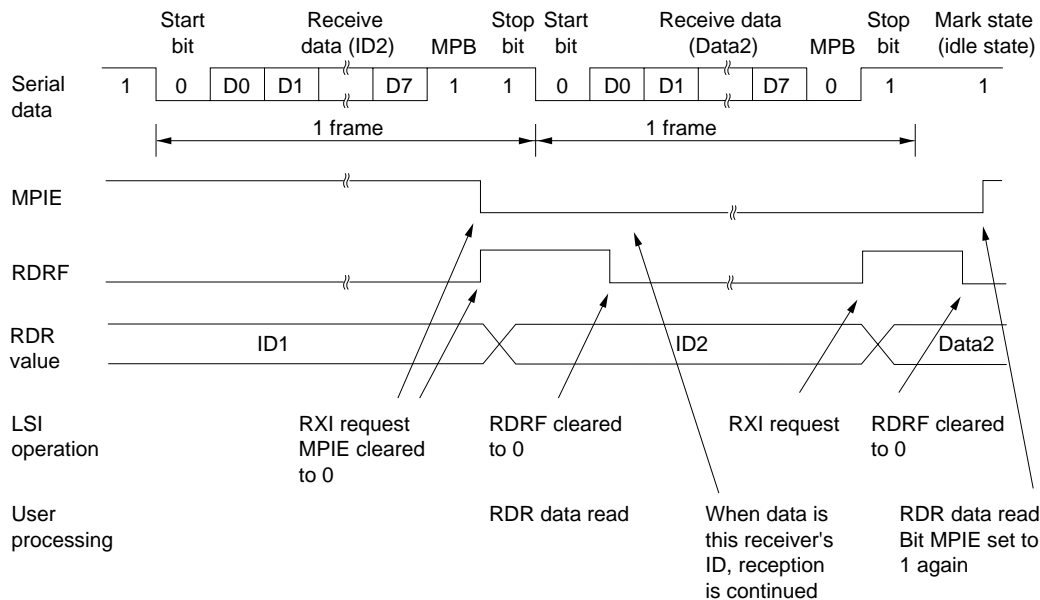 Start bit
Receive data (ID2)
MPB
Stop bit
Start bit
Receive data (Data2)
MPB
Stop bit
Mark state (idle state)
Serial data
1 0 D0 D1 D7 1 1 0 D0 D1 D7 0 1 1
1 frame 1 frame
MPIE
RDRF
RDR value
ID1 ID2 Data2
LSI operation
RXI request
MPIE cleared
to 0
RDRF cleared
to 0
RXI request
RDRF cleared
to 0
User processing
RDR data read
When data is
this receiver's
ID, reception
is continued
RDR data read
Bit MPIE set to
1 again